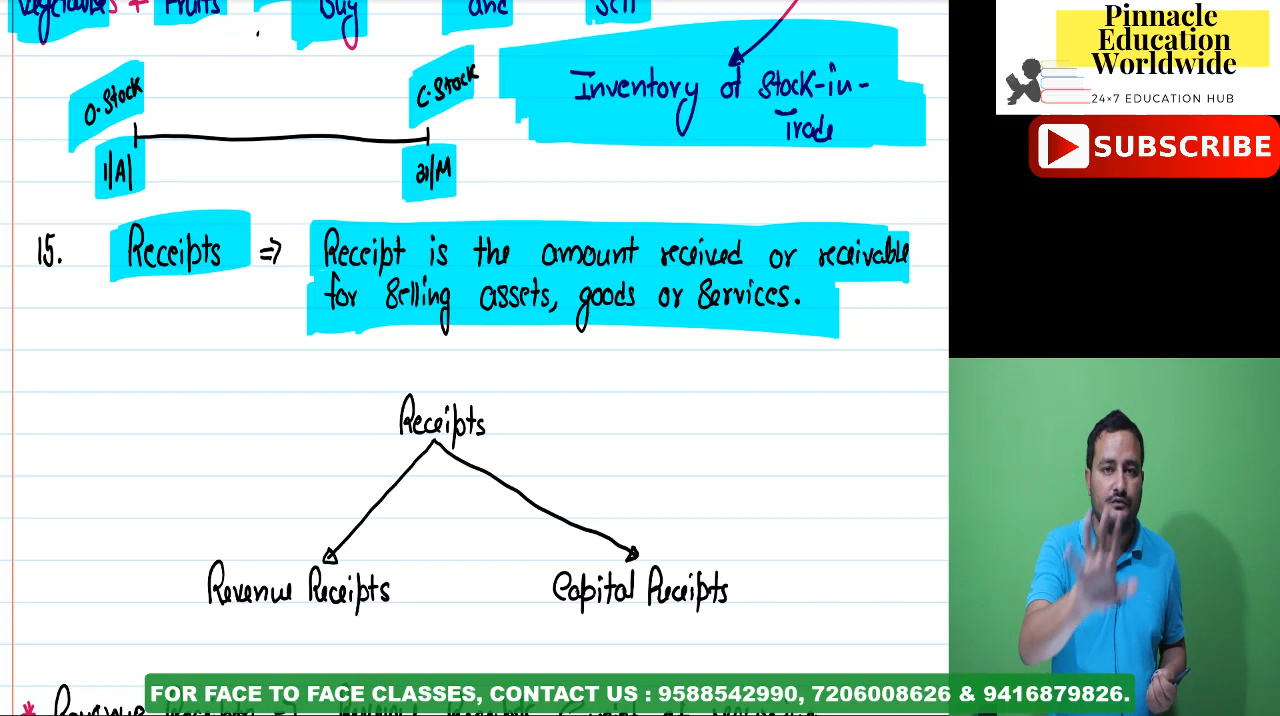 Vegetables + Fruits Buy and Sell
O. Stock
C. Stock
Inventory of Stock-in-
Trade
1/A
31/M
15. Receipts ⇒ Receipt is the amount received or receivable
for Selling assets, goods or Services.
Receipts
Revenue Receipts
Capital Receipts
Pinnacle
Education
Worldwide
24×7 EDUCATION HUB
SUBSCRIBE
FOR FACE TO FACE CLASSES, CONTACT US : 9588542990, 7206008626 & 9416879826.